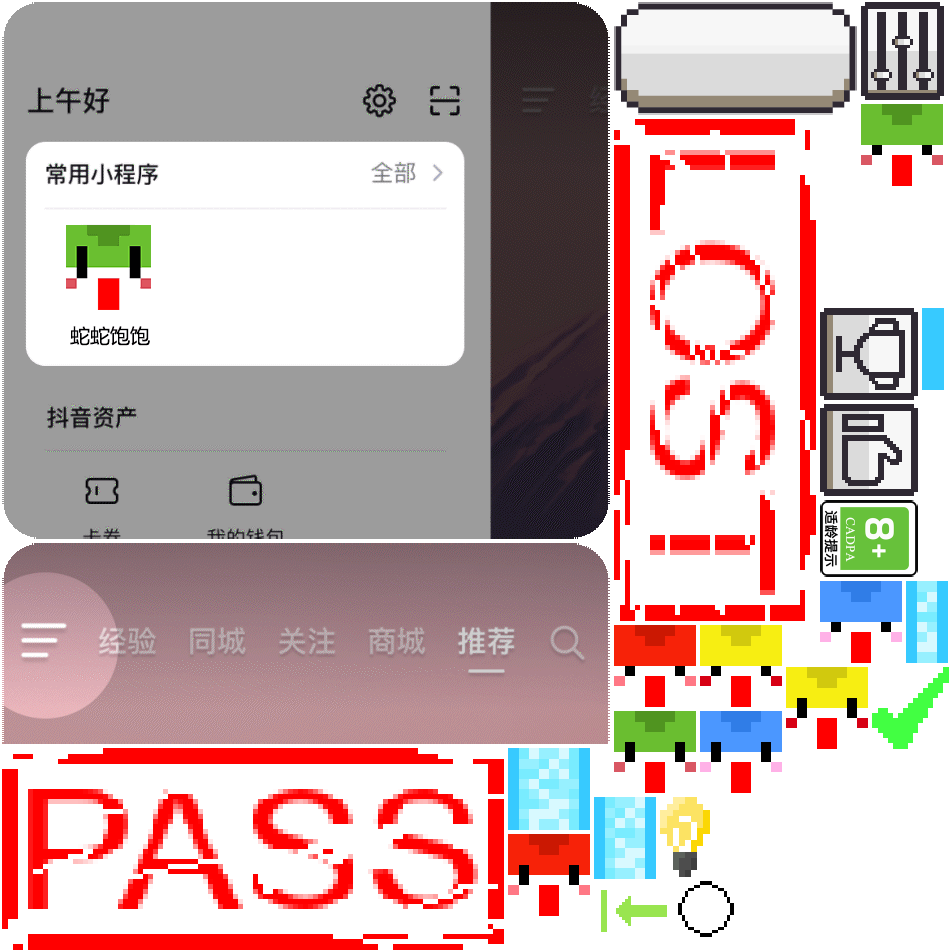 上午好
常用小程序 全部
蛇蛇饱饱
抖音资产
卡券 我的钱包
经验 同城 关注 商城 推荐
PASS
LOST
8+
CADPA
适龄提示